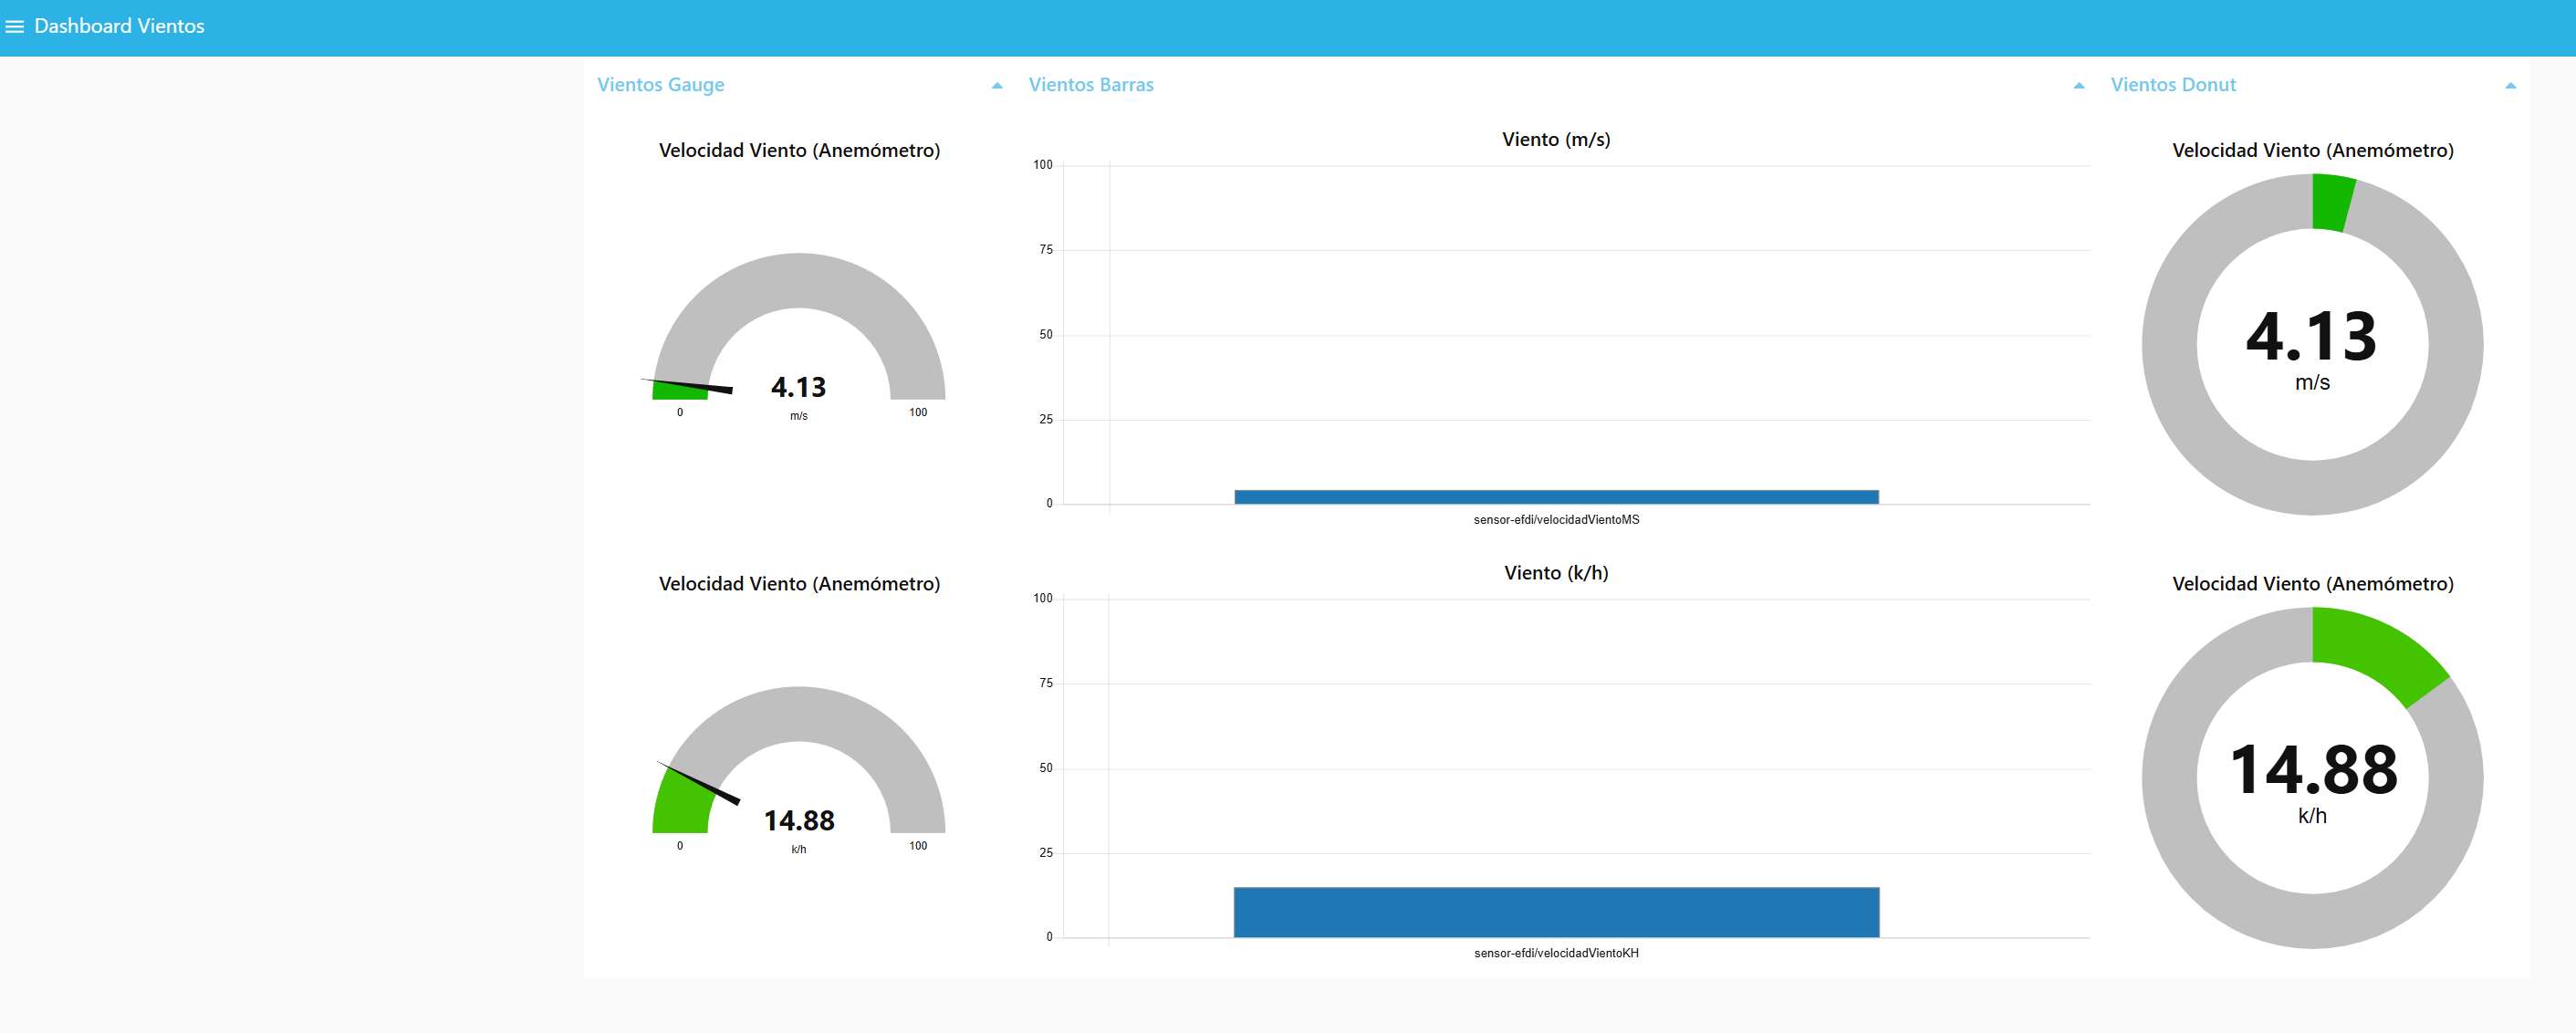 Dashboard Vientos
Vientos Gauge
Velocidad Viento (Anemómetro)
4.13
m/s
0
100
Velocidad Viento (Anemómetro)
14.88
k/h
0
100
Vientos Barras
Viento (m/s)
100
75
50
25
0
sensor-efdi/velocidadVientoMS
Viento (k/h)
100
75
50
25
0
sensor-efdi/velocidadVientoKH
Vientos Donut
Velocidad Viento (Anemómetro)
4.13
m/s
Velocidad Viento (Anemómetro)
14.88
k/h